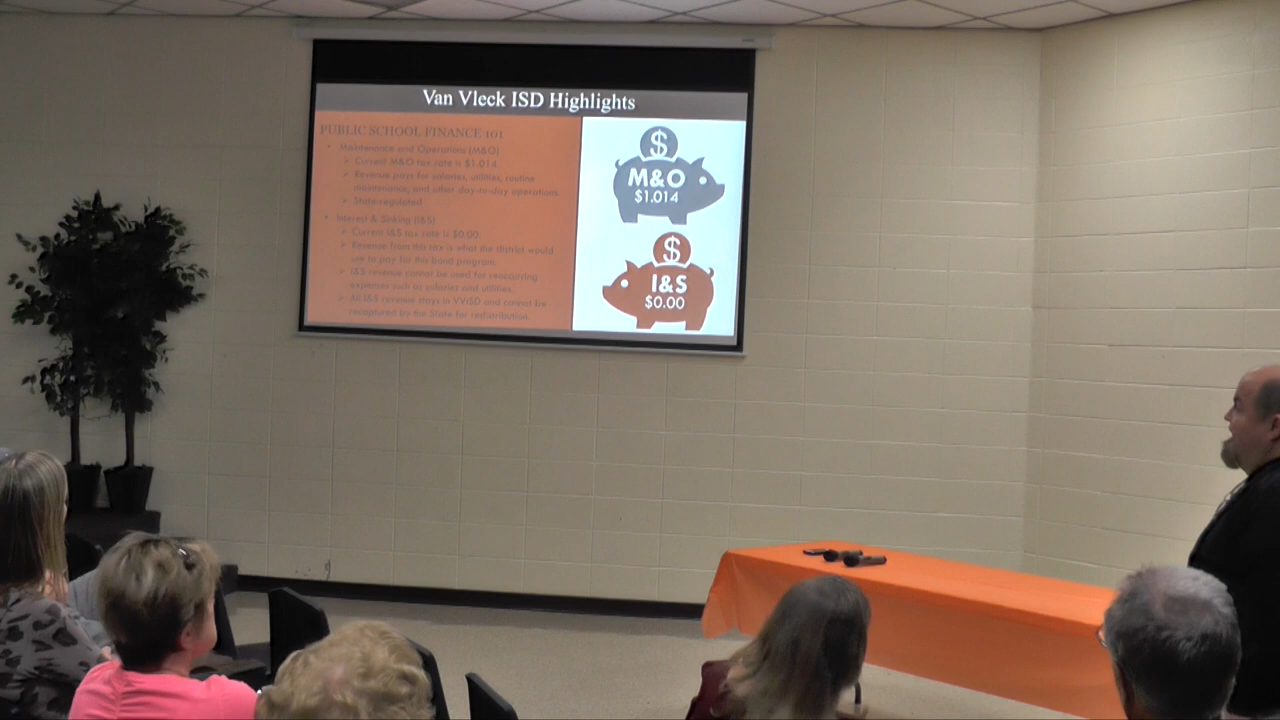 Van Vleck ISD Highlights
PUBLIC SCHOOL FINANCE 101
• Maintenance and Operations (M&O)
➢ Current M&O tax rate is $1.014
➢ Revenue pays for salaries, utilities, routine
maintenance, and other day-to-day operations.
➢ State-regulated
• Interest & Sinking (I&S)
➢ Current I&S tax rate is $0.00.
➢ Revenue from this tax is what the district would
use to pay for this bond program.
➢ I&S revenue cannot be used for reoccurring
expenses such as salaries and utilities.
➢ All I&S revenue stays in VVISD and cannot be
recaptured by the State for redistribution.
$
M&O
$1.014
$
I&S
$0.00